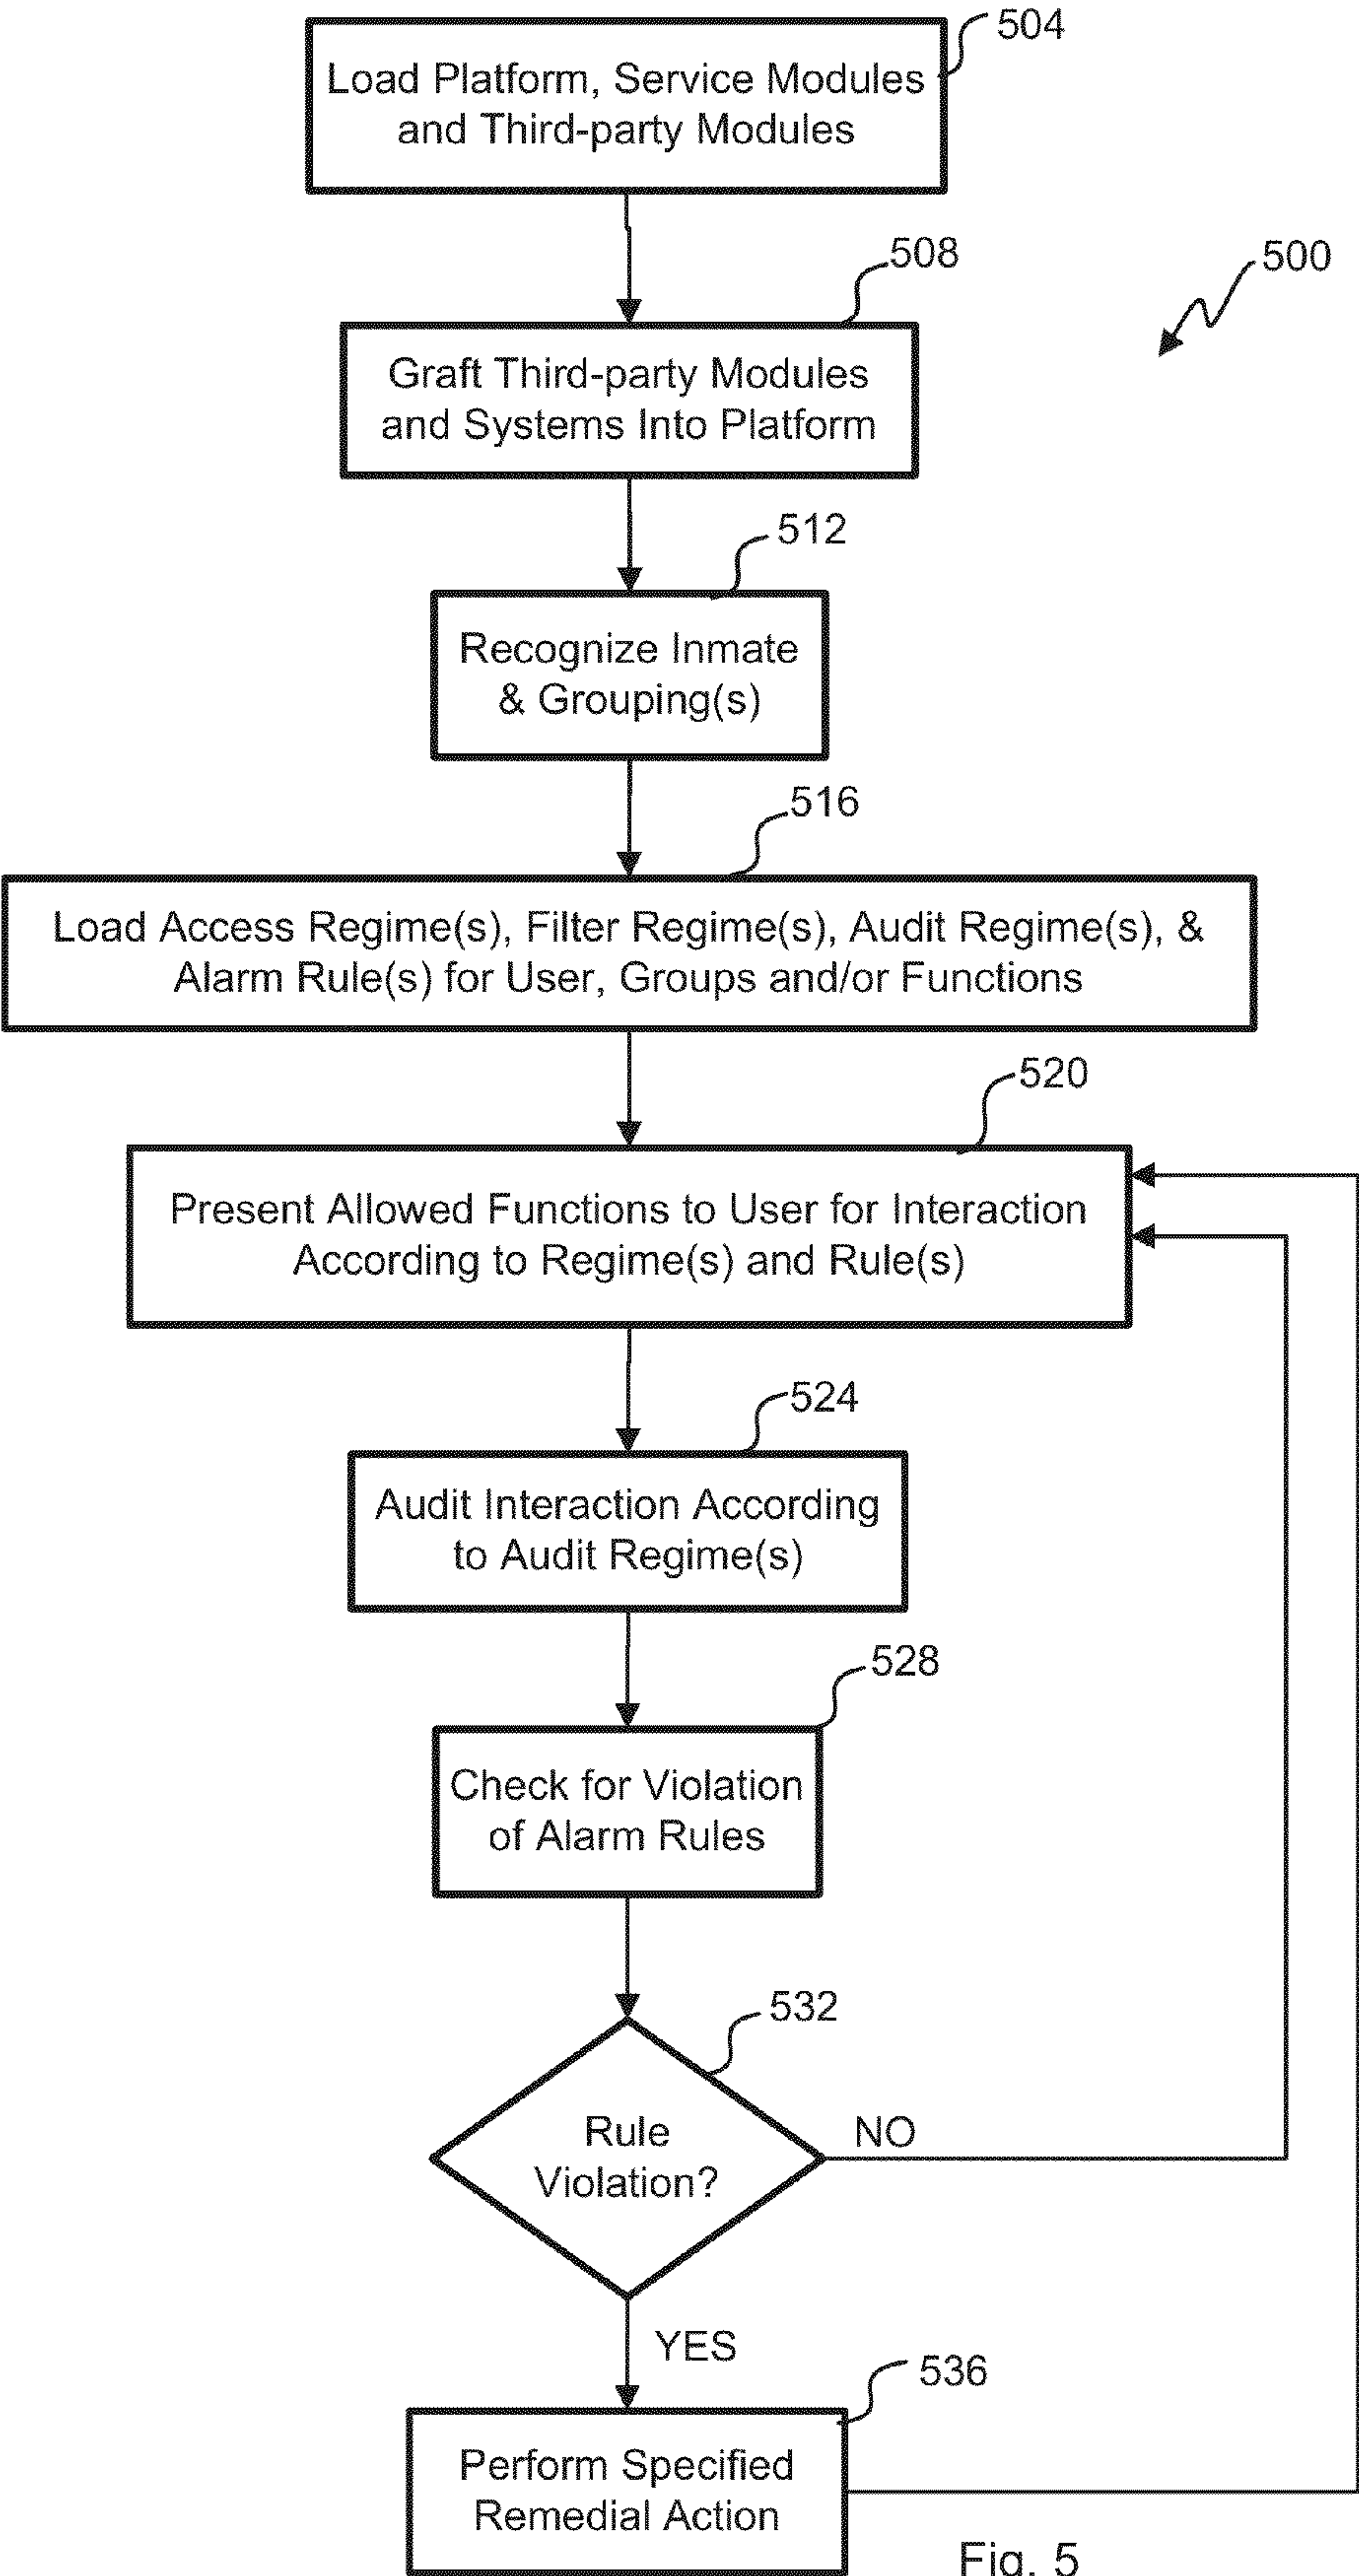 504
Load Platform, Service Modules
and Third-party Modules
508
500
Graft Third-party Modules
and Systems Into Platform
512
Recognize Inmate
& Grouping(s)
516
Load Access Regime(s), Filter Regime(s), Audit Regime(s), &
Alarm Rule(s) for User, Groups and/or Functions
520
Present Allowed Functions to User for Interaction
According to Regime(s) and Rule(s)
524
Audit Interaction According
to Audit Regime(s)
528
Check for Violation
of Alarm Rules
532
Rule
Violation?
NO
YES
536
Perform Specified
Remedial Action
Fig. 5